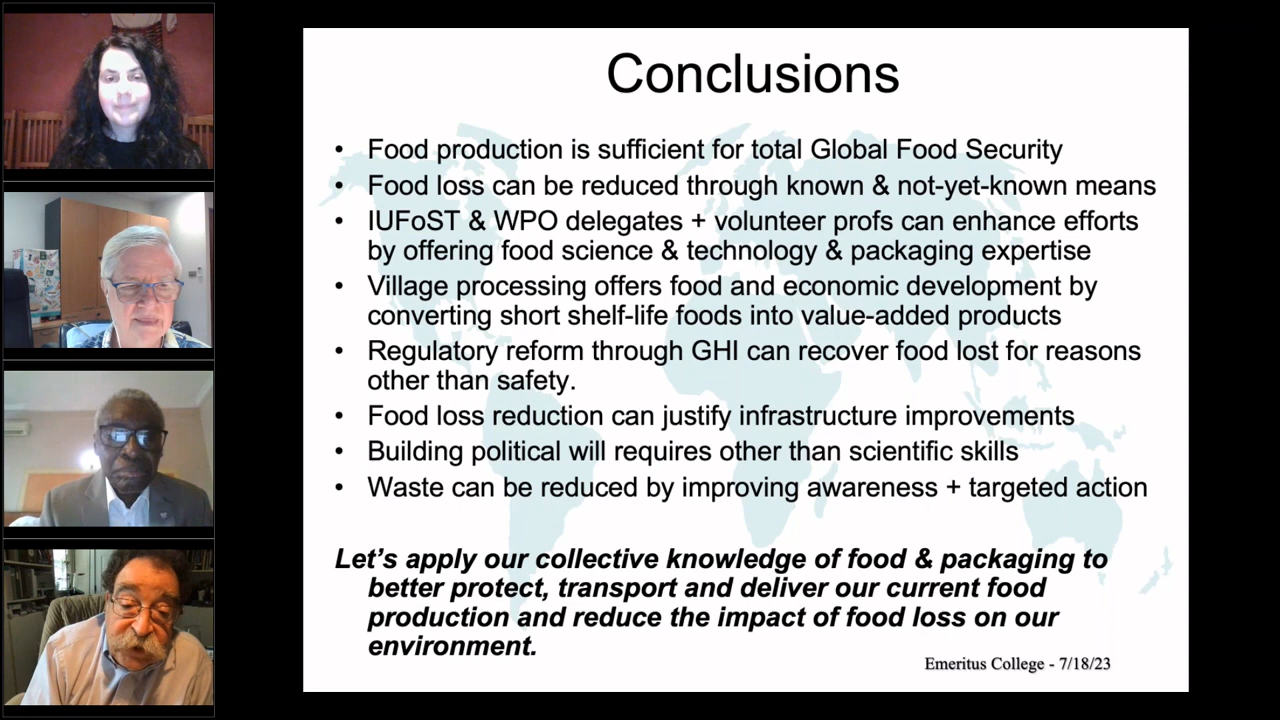 Conclusions
• Food production is sufficient for total Global Food Security
• Food loss can be reduced through known & not-yet-known means
• IUFoST & WPO delegates + volunteer profs can enhance efforts
by offering food science & technology & packaging expertise
• Village processing offers food and economic development by
converting short shelf-life foods into value-added products
• Regulatory reform through GHI can recover food lost for reasons
other than safety.
• Food loss reduction can justify infrastructure improvements
• Building political will requires other than scientific skills
• Waste can be reduced by improving awareness + targeted action
Let’s apply our collective knowledge of food & packaging to
better protect, transport and deliver our current food
production and reduce the impact of food loss on our
environment.
Emeritus College - 7/18/23